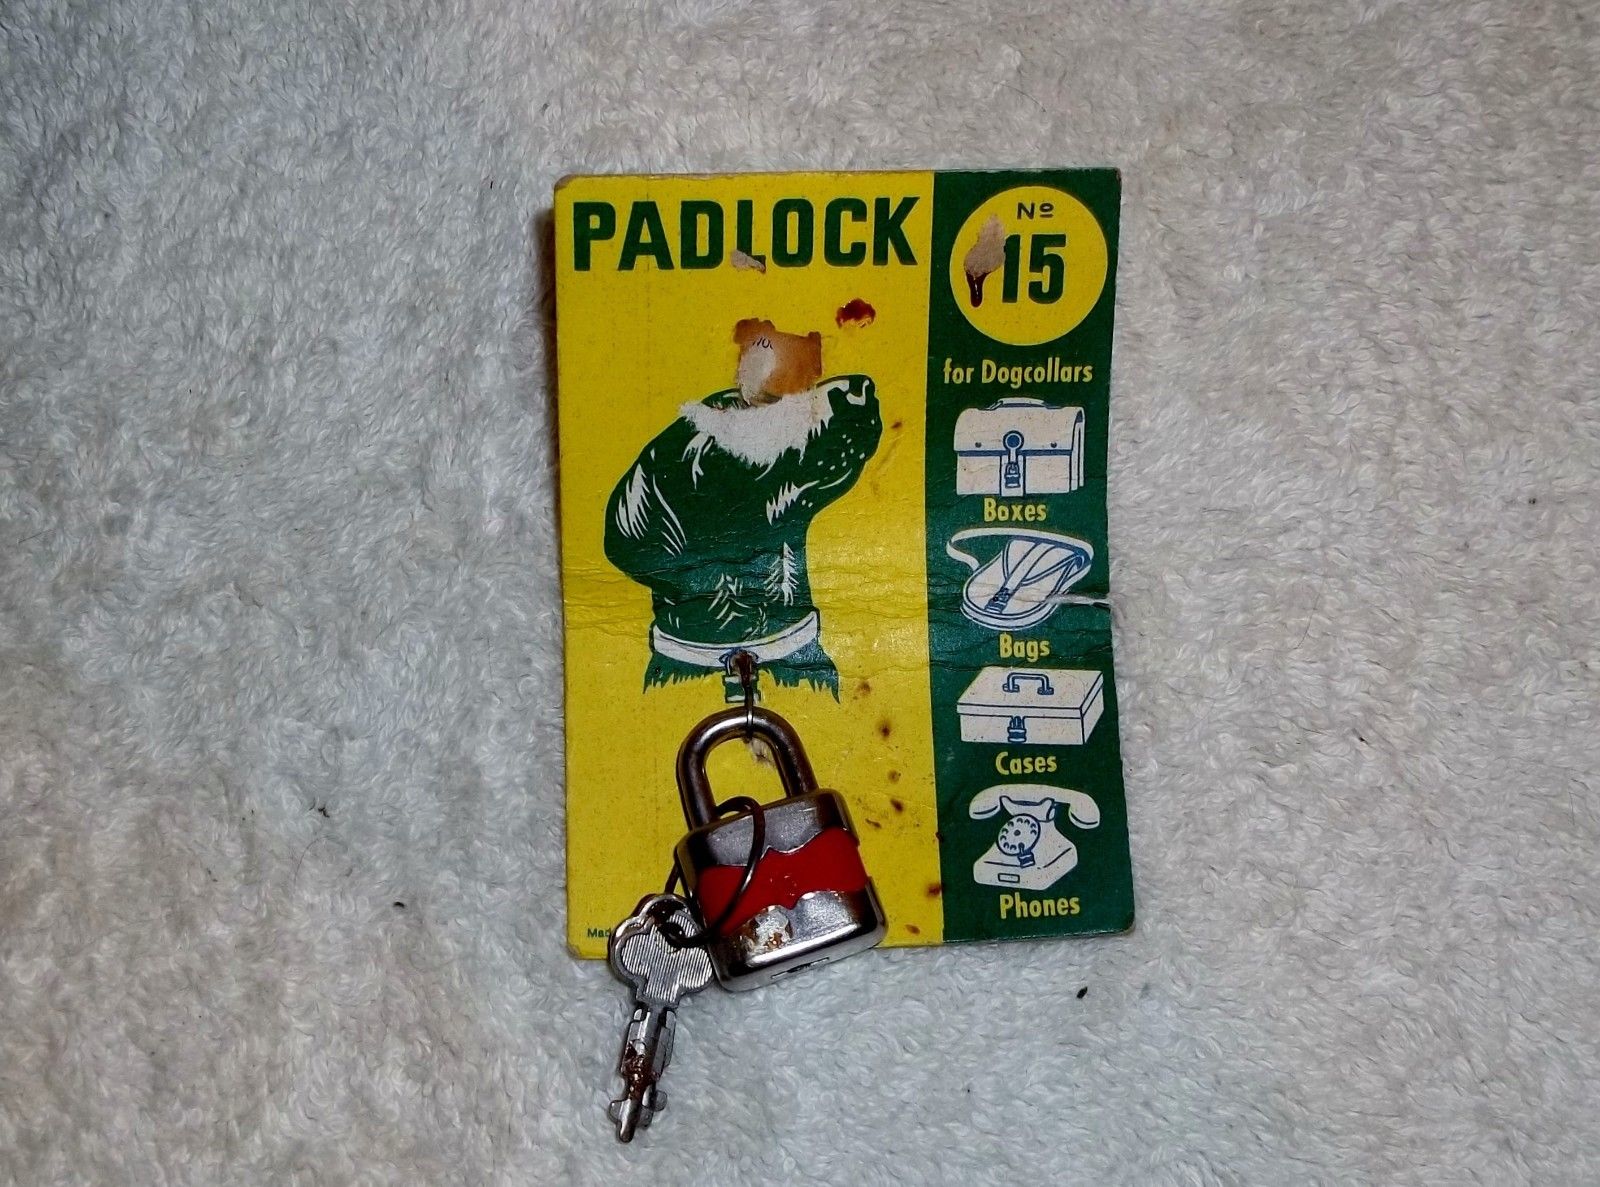 PADLOCK
No
15
for Dogcollars
Boxes
Bags
Cases
Phones